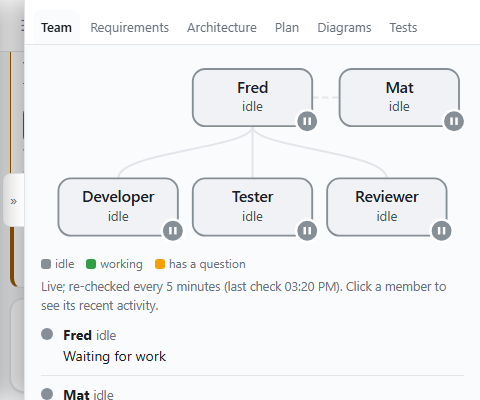 Team Requirements Architecture Plan Diagrams Tests
Fred
idle
Mat
idle
Developer
idle
Tester
idle
Reviewer
idle
idle working has a question
Live; re-checked every 5 minutes (last check 03:20 PM). Click a member to
see its recent activity.
Fred idle
Waiting for work
Mat idle